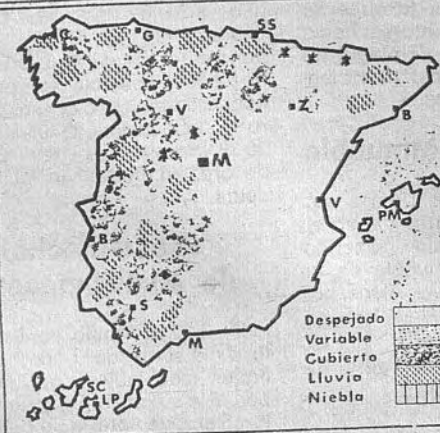 SS
C
G
V
Z
B
M
V
PM
B
S
M
SC
LP
Despejado
Variable
Cubierto
Lluvia
Niebla